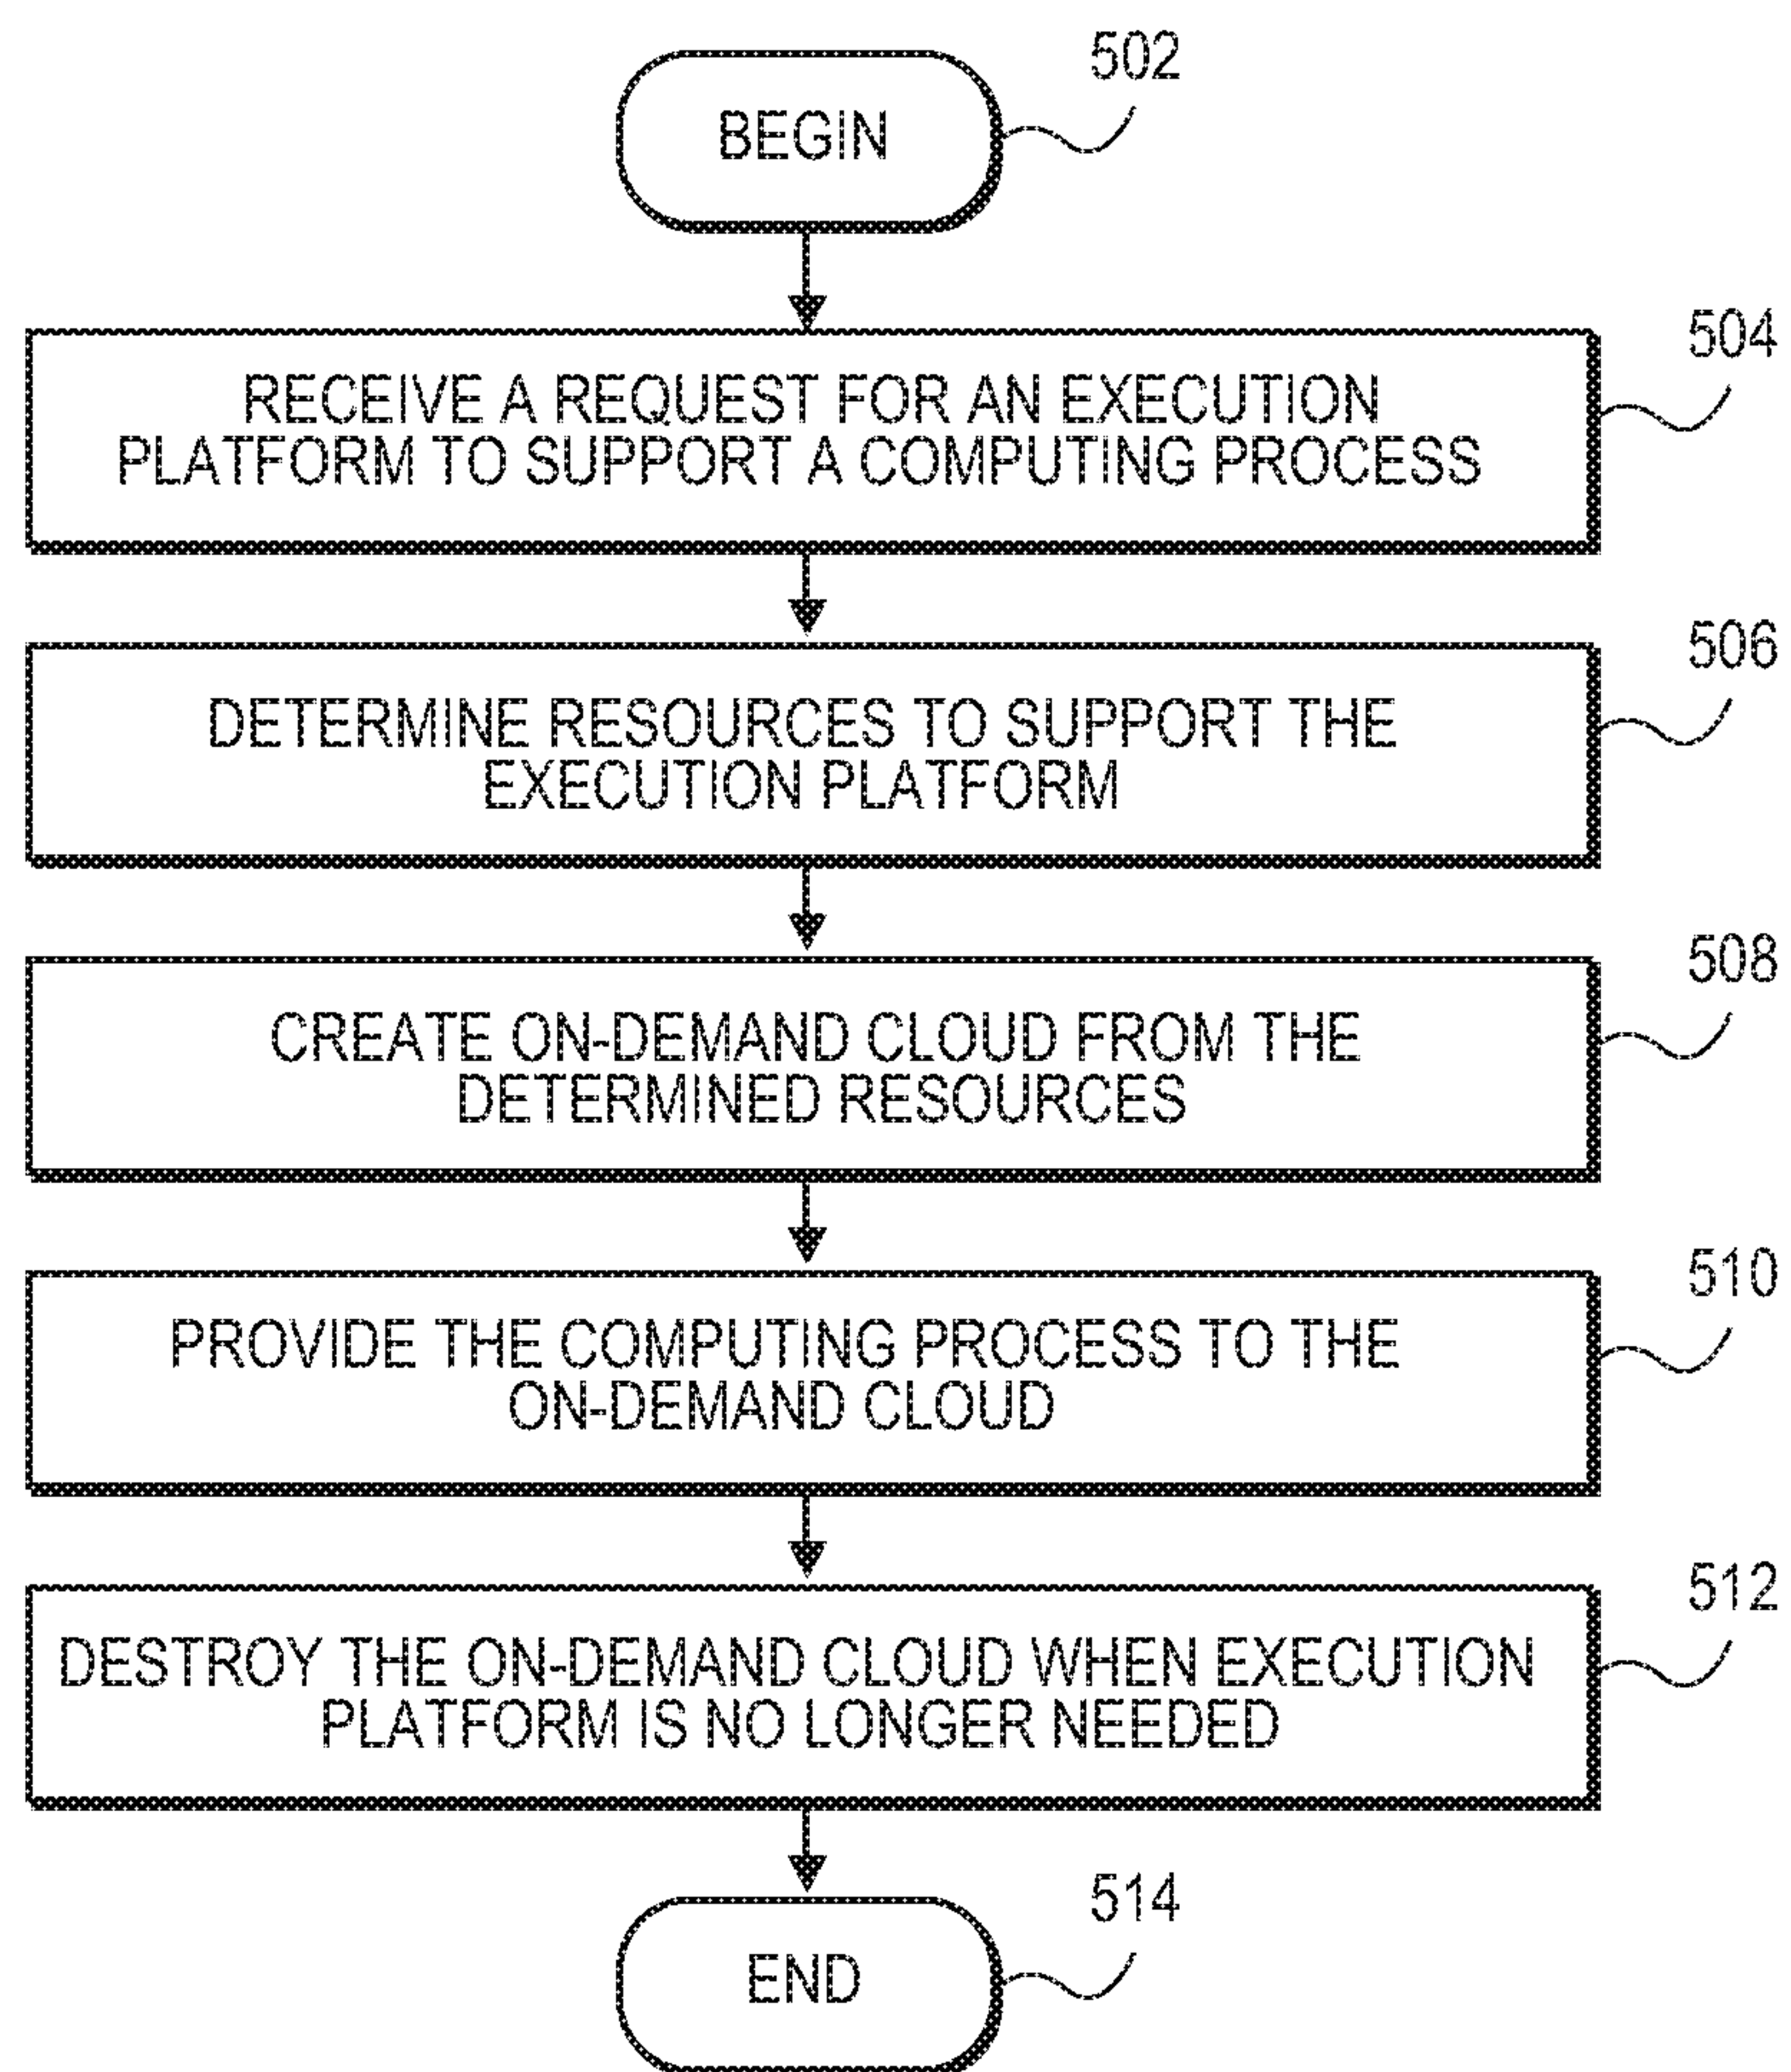 502
BEGIN
504
RECEIVE A REQUEST FOR AN EXECUTION
PLATFORM TO SUPPORT A COMPUTING PROCESS
506
DETERMINE RESOURCES TO SUPPORT THE
EXECUTION PLATFORM
508
CREATE ON-DEMAND CLOUD FROM THE
DETERMINED RESOURCES
510
PROVIDE THE COMPUTING PROCESS TO THE
ON-DEMAND CLOUD
512
DESTROY THE ON-DEMAND CLOUD WHEN EXECUTION
PLATFORM IS NO LONGER NEEDED
514
END